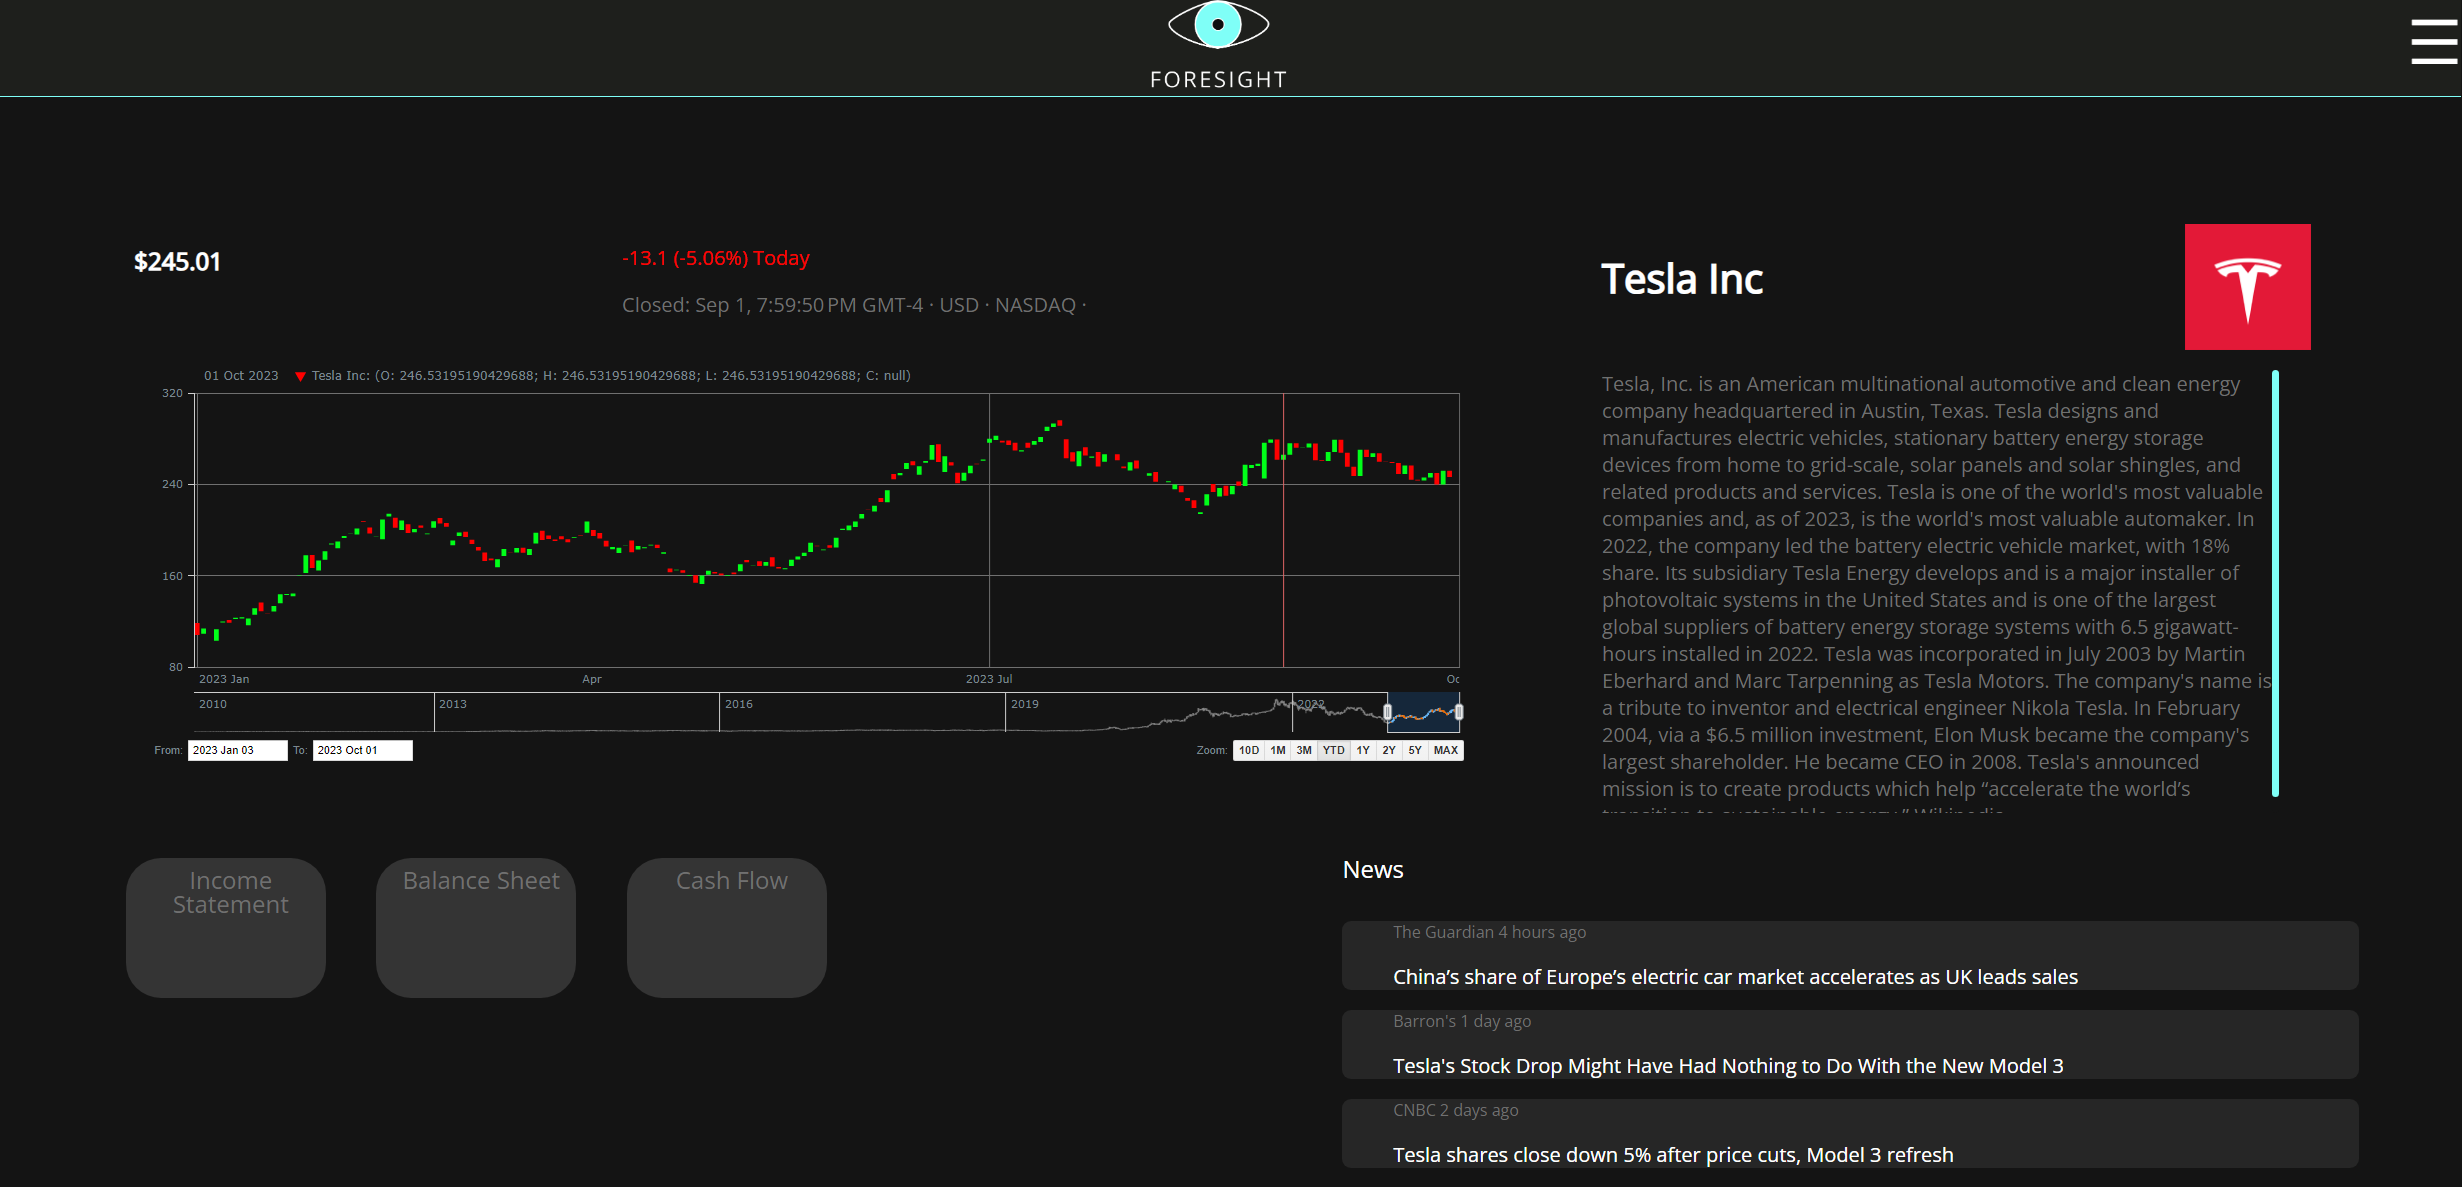 FORESIGHT
$245.01
-13.1 (-5.06%) Today
Closed: Sep 1, 7:59:50 PM GMT-4 · USD · NASDAQ ·
01 Oct 2023 Tesla Inc: (O: 246.53195190429688; H: 246.53195190429688; L: 246.53195190429688; C: null)
320
240
160
80
2023 Jan Apr 2023 Jul Oc
2010 2013 2016 2019 2022
From: 2023 Jan 03 To: 2023 Oct 01 Zoom: 10D 1M 3M YTD 1Y 2Y 5Y MAX
Tesla Inc
Tesla, Inc. is an American multinational automotive and clean energy
company headquartered in Austin, Texas. Tesla designs and
manufactures electric vehicles, stationary battery energy storage
devices from home to grid-scale, solar panels and solar shingles, and
related products and services. Tesla is one of the world's most valuable
companies and, as of 2023, is the world's most valuable automaker. In
2022, the company led the battery electric vehicle market, with 18%
share. Its subsidiary Tesla Energy develops and is a major installer of
photovoltaic systems in the United States and is one of the largest
global suppliers of battery energy storage systems with 6.5 gigawatt-
hours installed in 2022. Tesla was incorporated in July 2003 by Martin
Eberhard and Marc Tarpenning as Tesla Motors. The company's name is
a tribute to inventor and electrical engineer Nikola Tesla. In February
2004, via a $6.5 million investment, Elon Musk became the company's
largest shareholder. He became CEO in 2008. Tesla's announced
mission is to create products which help “accelerate the world’s
transition to sustainable energy.” Wikipedia
Income
Statement
Balance Sheet
Cash Flow
News
The Guardian 4 hours ago
China’s share of Europe’s electric car market accelerates as UK leads sales
Barron's 1 day ago
Tesla's Stock Drop Might Have Had Nothing to Do With the New Model 3
CNBC 2 days ago
Tesla shares close down 5% after price cuts, Model 3 refresh